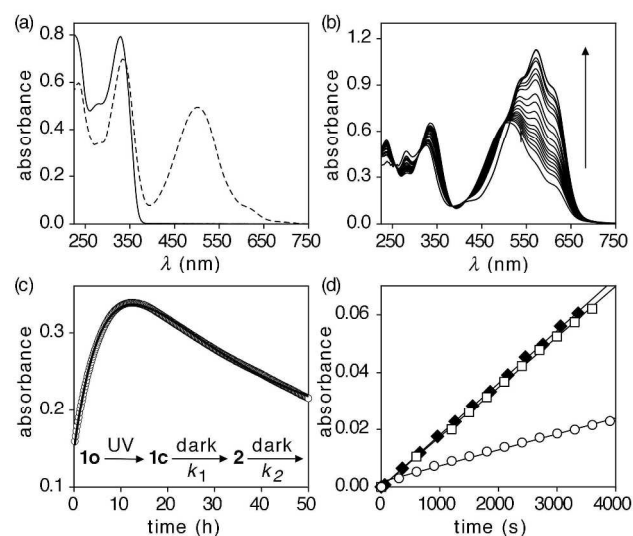 (a)
0.8
0.6
0.4
0.2
0.0
absorbance
250 350 450 550 650 750
λ (nm)
(b)
1.2
0.9
0.6
0.3
0.0
absorbance
250 350 450 550 650 750
λ (nm)
(c)
0.3
0.2
0.1
absorbance
1o UV 1c dark k1 2 dark k2
0 10 20 30 40 50
time (h)
(d)
0.06
0.04
0.02
0.00
absorbance
0 1000 2000 3000 4000
time (s)